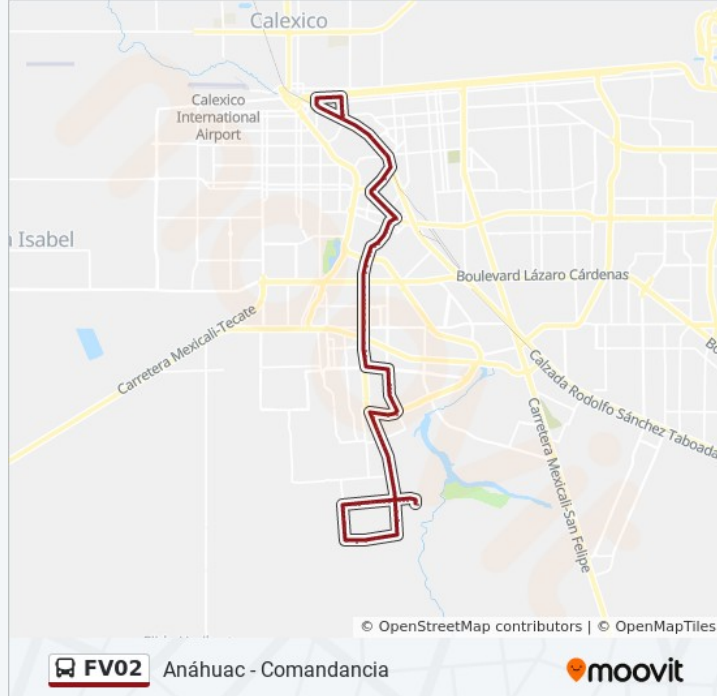 Calexico
Calexico
International
Airport
a Isabel
Boulevard Lázaro Cárdenas
Carretera Mexicali-Tecate
Calzada Rodolfo Sánchez Taboada
Carretera Mexicali-San Felipe
© OpenStreetMap contributors | © OpenMapTiles
FV02 Anáhuac - Comandancia
moovit